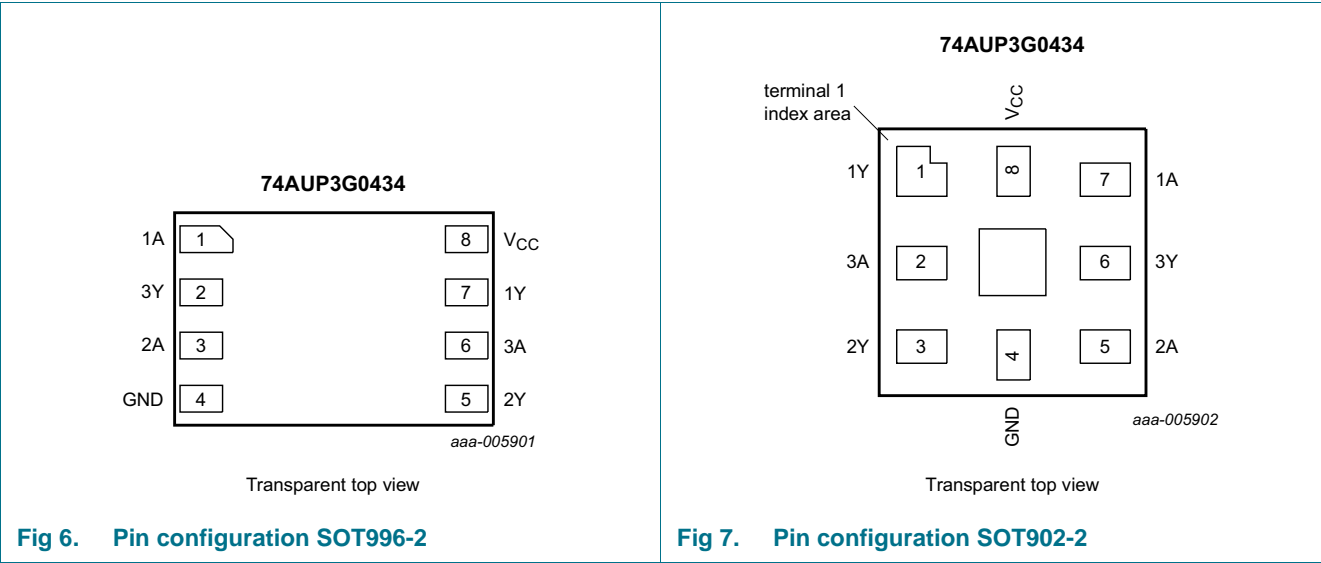 74AUP3G0434
1A 1 8 VCC
3Y 2 7 1Y
2A 3 6 3A
GND 4 5 2Y
aaa-005901
Transparent top view
Fig 6. Pin configuration SOT996-2
74AUP3G0434
terminal 1
index area
VCC
1Y 1 8 7 1A
3A 2 6 3Y
2Y 3 4 5 2A
GND
aaa-005902
Transparent top view
Fig 7. Pin configuration SOT902-2